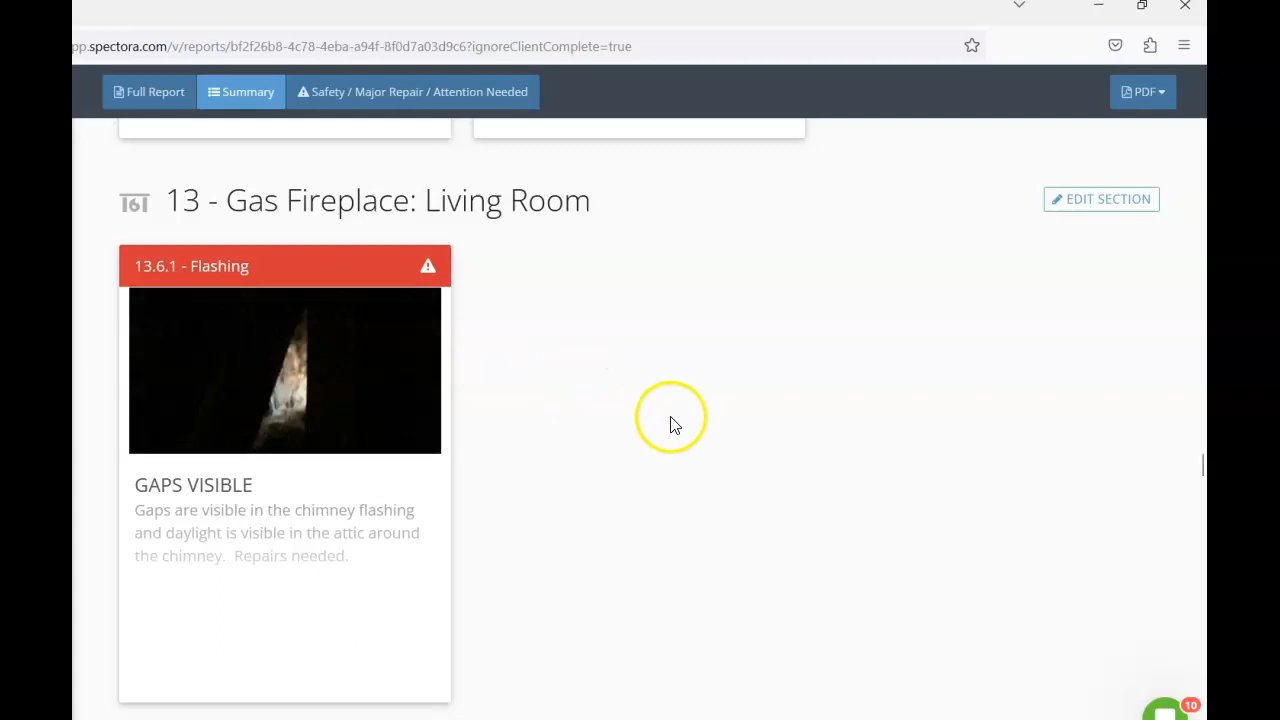 pp.spectora.com/v/reports/bf2f26b8-4c78-4eba-a94f-8f0d7a03d9c6?ignoreClientComplete=true
Full Report Summary Safety / Major Repair / Attention Needed PDF
13 - Gas Fireplace: Living Room EDIT SECTION
13.6.1 - Flashing
GAPS VISIBLE
Gaps are visible in the chimney flashing
and daylight is visible in the attic around
the chimney. Repairs needed.
10